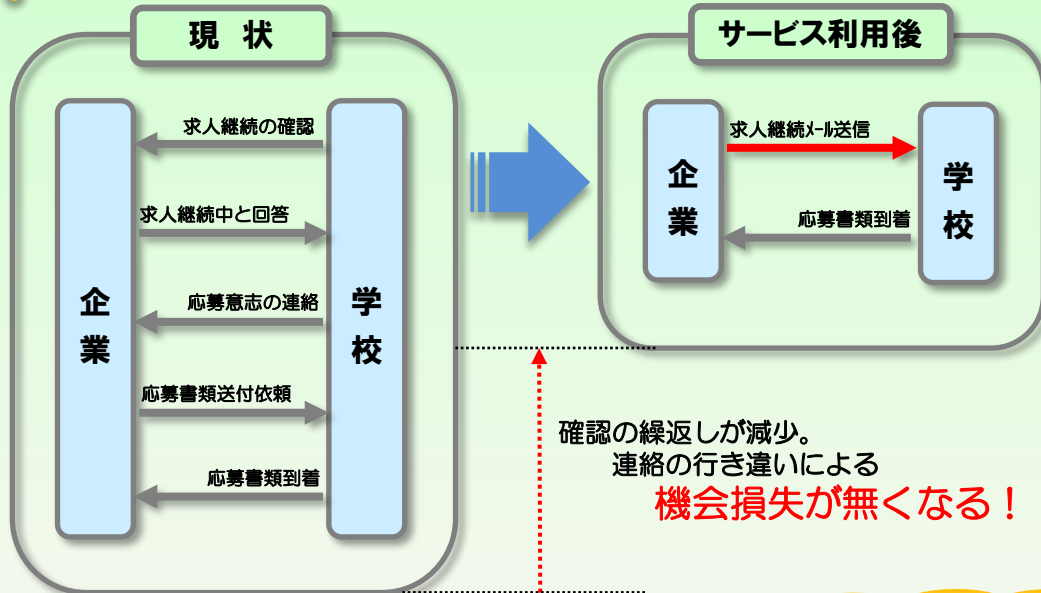 現 状
求人継続の確認
求人継続中と回答
応募意志の連絡
応募書類送付依頼
応募書類到着
企業
学校
サービス利用後
求人継続ﾒｰﾙ送信
応募書類到着
企業
学校
確認の繰返しが減少。
連絡の行き違いによる
機会損失が無くなる！